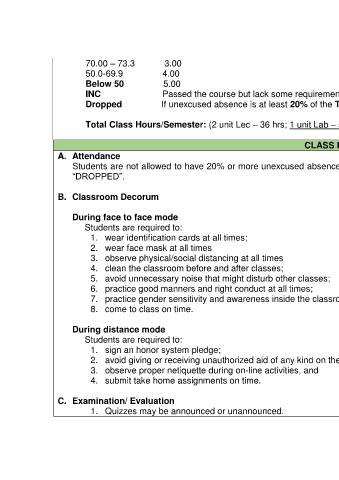 70.00 – 73.3 3.00
50.0-69.9 4.00
Below 50 5.00
INC Passed the course but lack some requiremen
Dropped If unexcused absence is at least 20% of the T
Total Class Hours/Semester: (2 unit Lec – 36 hrs; 1 unit Lab –
CLASS
A. Attendance
Students are not allowed to have 20% or more unexcused absence
“DROPPED”.
B. Classroom Decorum
During face to face mode
Students are required to:
1. wear identification cards at all times;
2. wear face mask at all times
3. observe physical/social distancing at all times
4. clean the classroom before and after classes;
5. avoid unnecessary noise that might disturb other classes;
6. practice good manners and right conduct at all times;
7. practice gender sensitivity and awareness inside the classro
8. come to class on time.
During distance mode
Students are required to:
1. sign an honor system pledge;
2. avoid giving or receiving unauthorized aid of any kind on the
3. observe proper netiquette during on-line activities, and
4. submit take home assignments on time.
C. Examination/ Evaluation
1. Quizzes may be announced or unannounced.